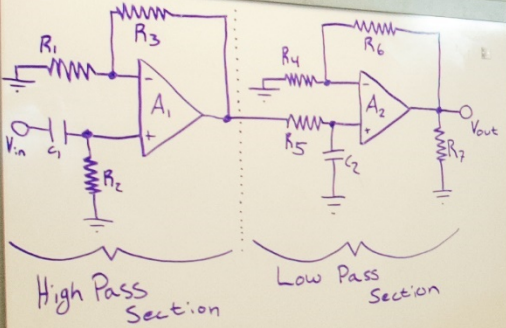 R1
R3
A1
Vin
C1
R2
R4
R6
A2
R5
C2
R7
Vout
High Pass
Section
Low Pass
Section